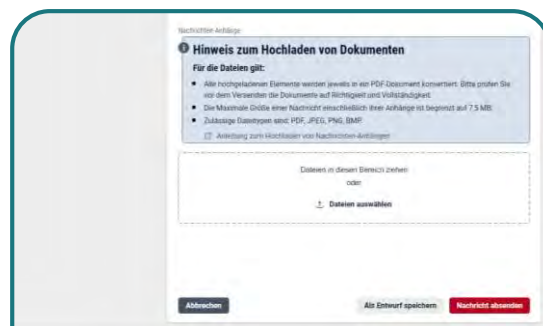 Nachrichten-Anhänge
Hinweis zum Hochladen von Dokumenten
Für die Dateien gilt:
Alle hochgeladenen Elemente werden jeweils in ein PDF-Dokument konvertiert. Bitte prüfen Sie
vor dem Versenden die Dokumente auf Richtigkeit und Vollständigkeit.
Die Maximale Größe einer Nachricht einschließlich ihrer Anhänge ist begrenzt auf 7,5 MB.
Zulässige Dateitypen sind: PDF, JPEG, PNG, BMP
Anleitung zum Hochladen von Nachrichten-Anhängen
Dateien in diesen Bereich ziehen
oder
Dateien auswählen
Abbrechen Als Entwurf speichern Nachricht absenden